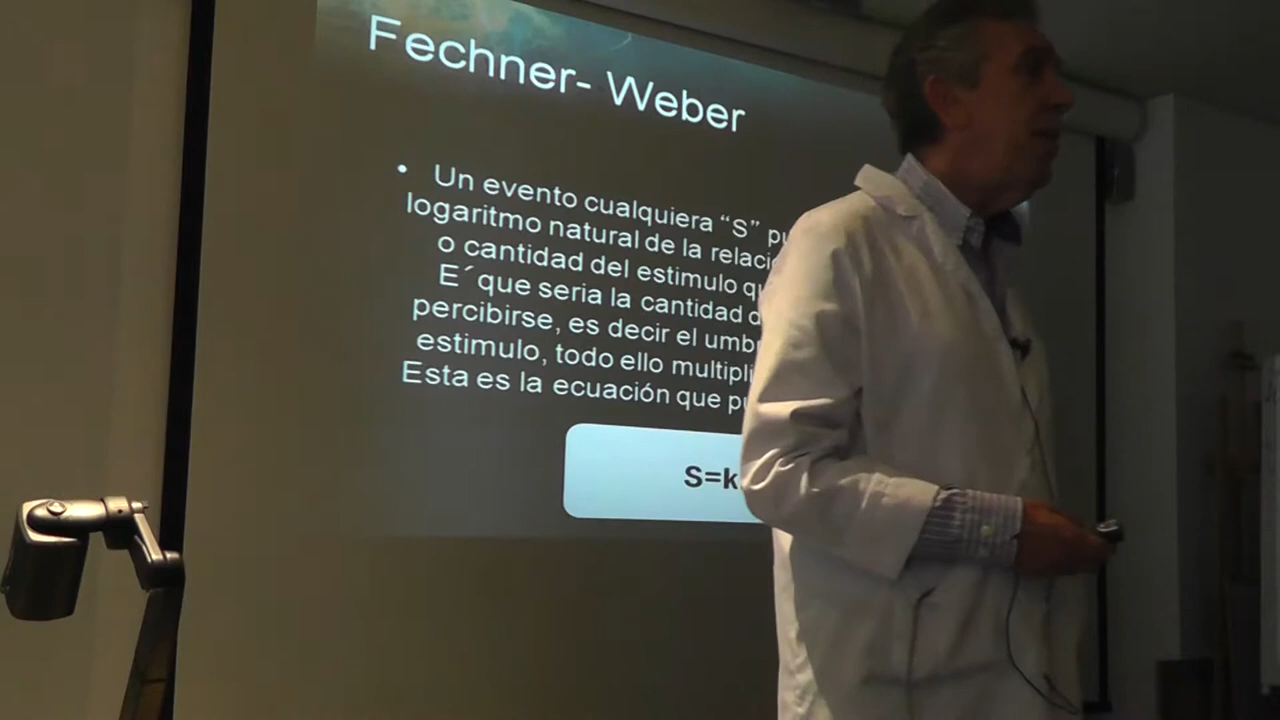 Fechner- Weber
• Un evento cualquiera “S”
logaritmo natural de la
o cantidad del estimulo
E´ que seria la cantidad
percibirse, es decir el
estimulo, todo ello
Esta es la ecuación que
S=k